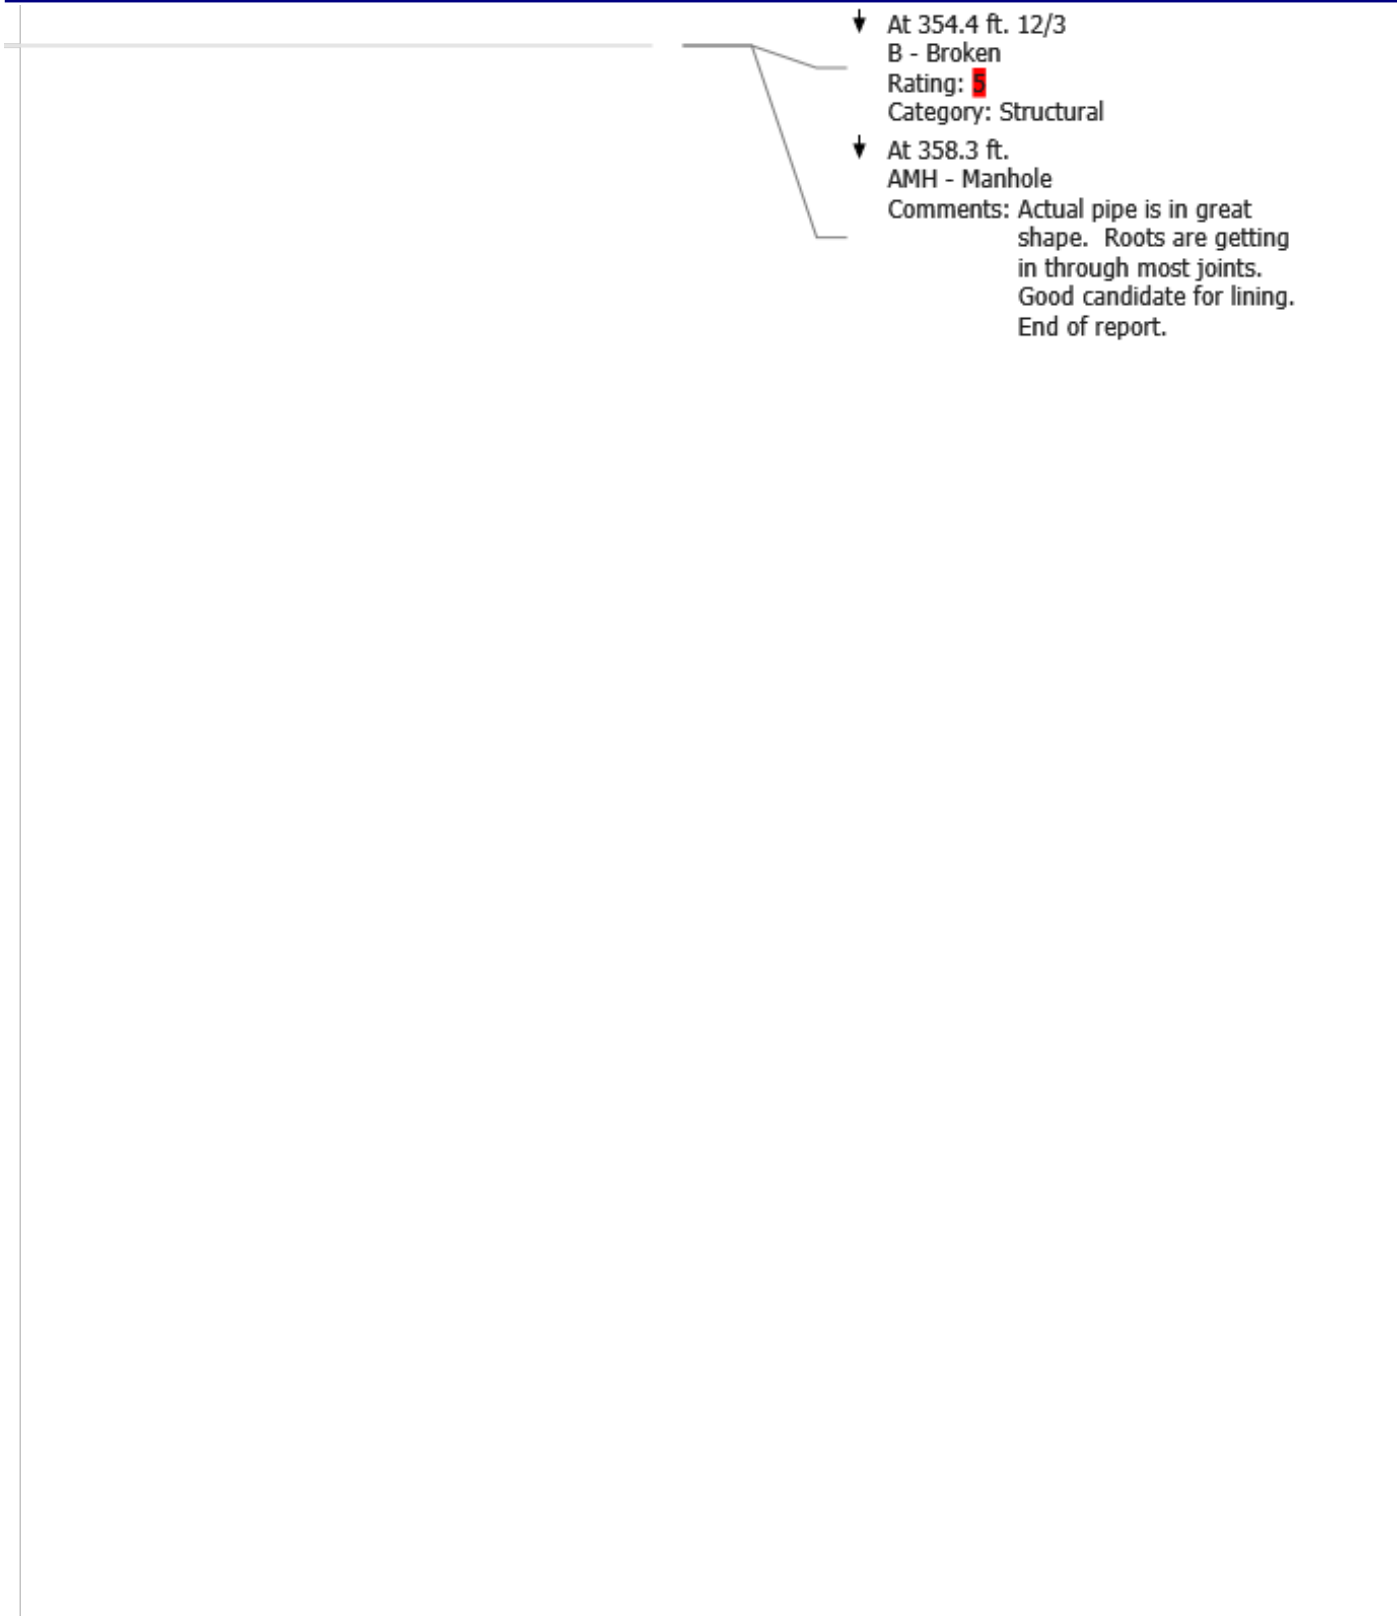 At 354.4 ft. 12/3
B - Broken
Rating: 5
Category: Structural
At 358.3 ft.
AMH - Manhole
Comments: Actual pipe is in great
shape.  Roots are getting
in through most joints.
Good candidate for lining.
End of report.